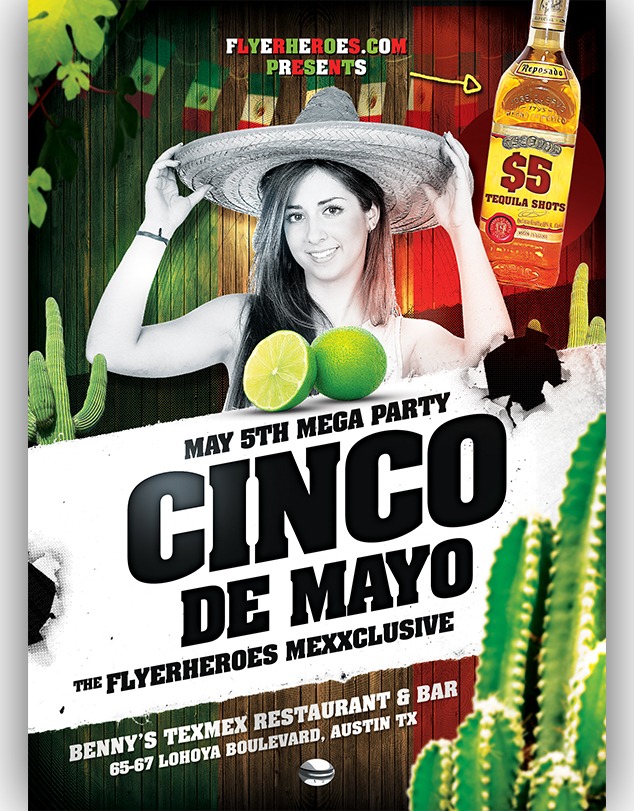 FLYERHEROES.COM
PRESENTS
Reposado
$5
TEQUILA SHOTS
MAY 5TH MEGA PARTY
CINCO
DE MAYO
THE FLYERHEROES MEXXCLUSIVE
BENNY'S TEXMEX RESTAURANT & BAR
65-67 LOHOYA BOULEVARD, AUSTIN TX